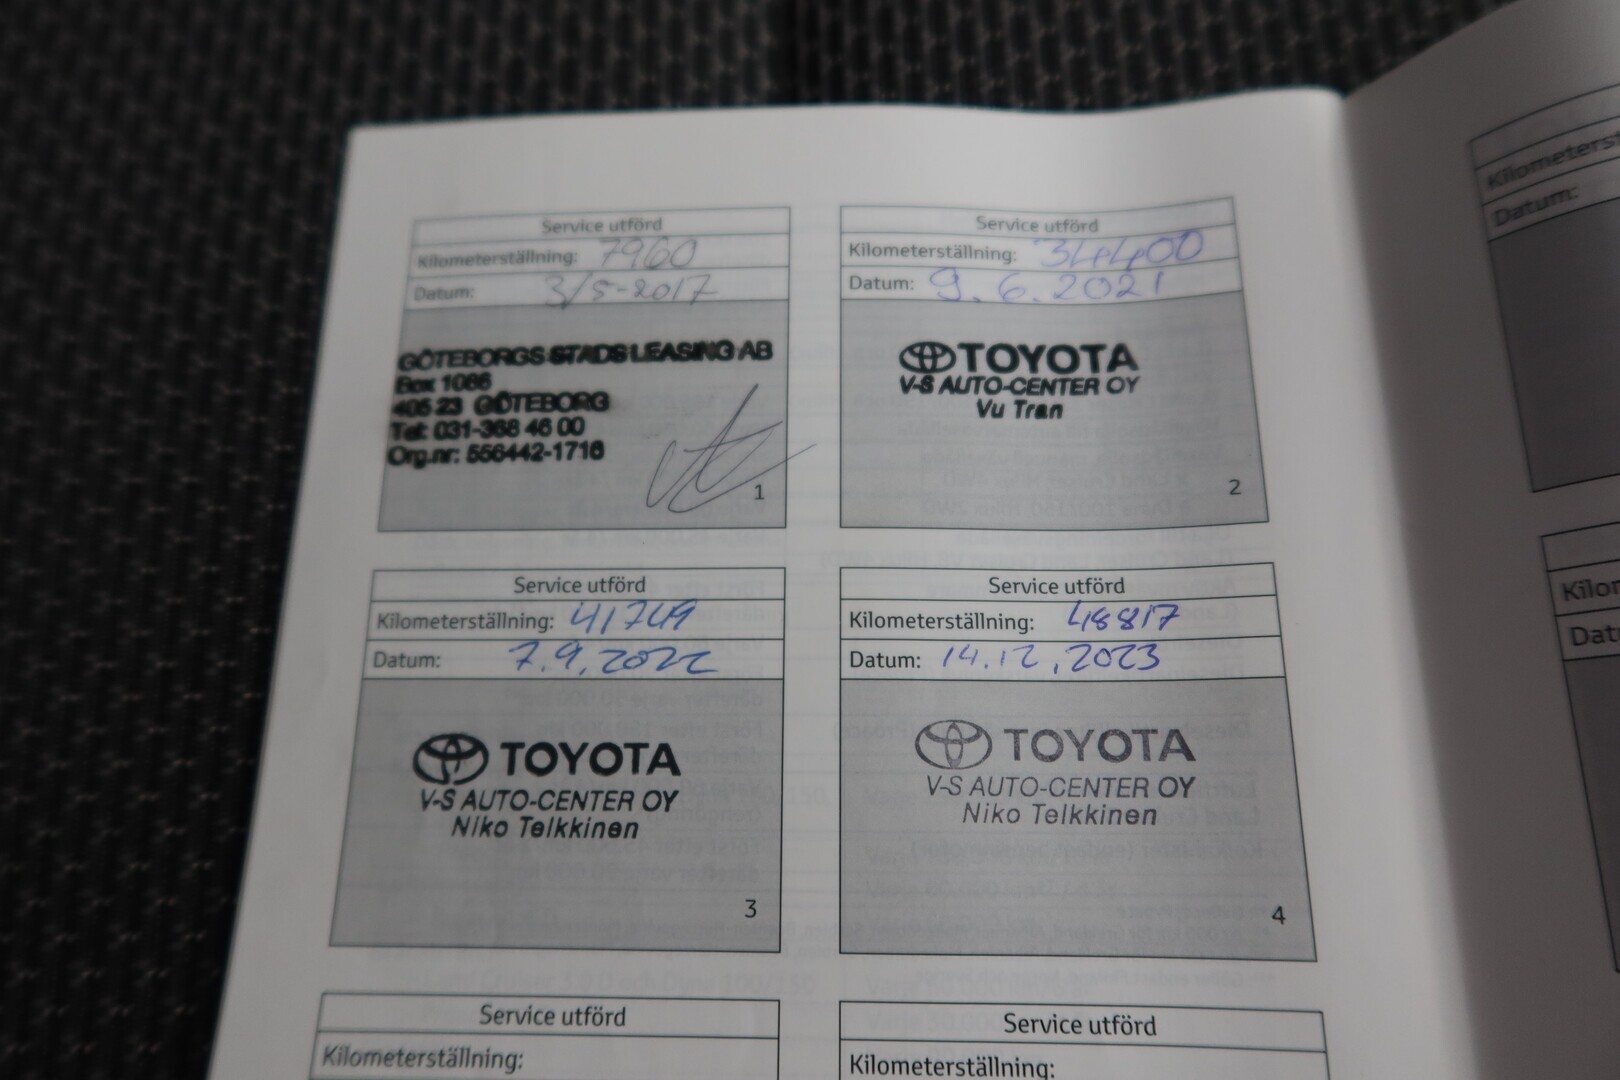 Service utförd
Kilometerställning: 7960
Datum: 3/5-2017
GÖTEBORGS STADS LEASING AB
Box 1086
405 23 GÖTEBORG
Tel: 031-368 46 00
Org.nr: 556442-1716
1
Service utförd
Kilometerställning: 34400
Datum: 9.6.2021
TOYOTA
V-S AUTO-CENTER OY
Vu Tran
2
Service utförd
Kilometerställning: 41749
Datum: 7.9.2022
TOYOTA
V-S AUTO-CENTER OY
Niko Telkkinen
3
Service utförd
Kilometerställning: 48817
Datum: 14.12.2023
TOYOTA
V-S AUTO-CENTER OY
Niko Telkkinen
4
Service utförd
Kilometerställning:
Service utförd
Kilometerställning:
Kilometerst
Datum:
Kilor
Dat